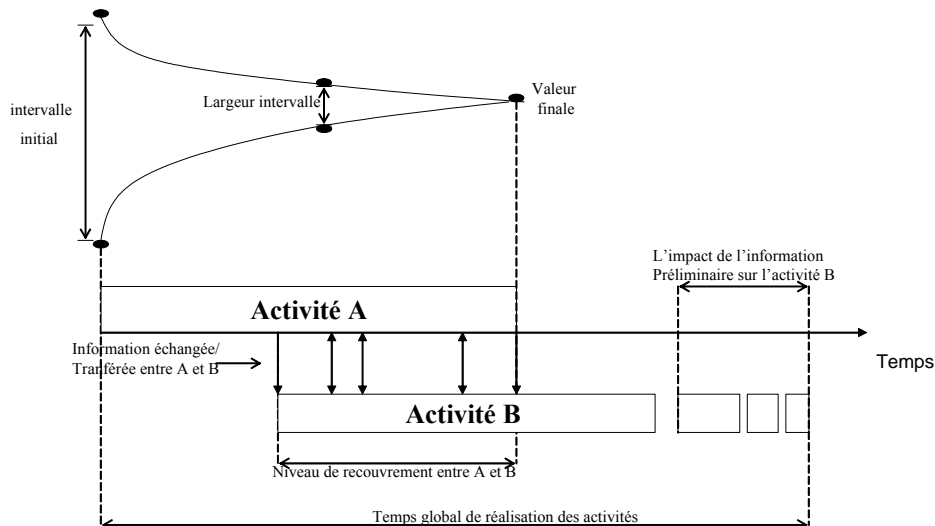 intervalle
initial
Largeur intervalle
Valeur
finale
L'impact de l'information
Préliminaire sur l'activité B
Activité A
Information échangée/
Tranférée entre A et B
Temps
Activité B
Niveau de recouvrement entre A et B
Temps global de réalisation des activités